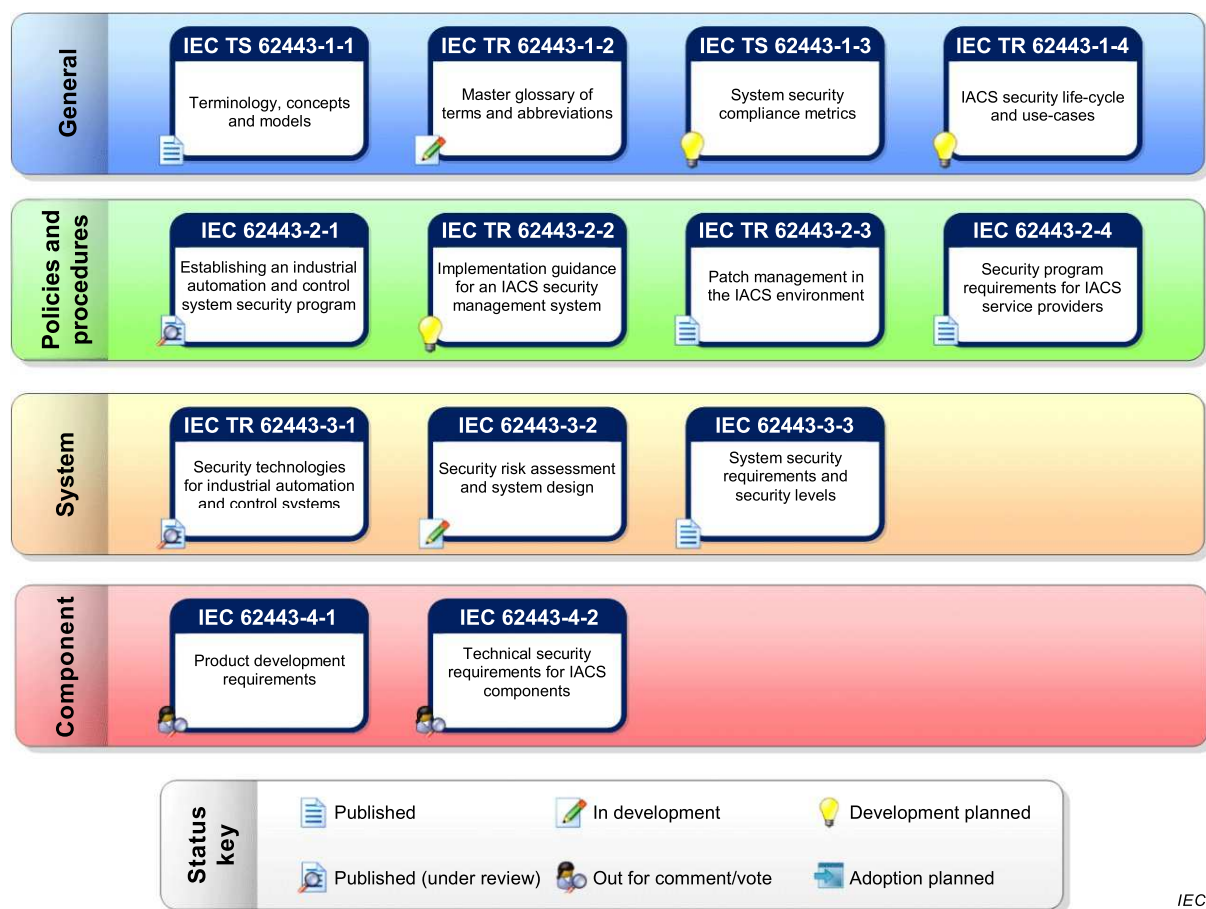 General
IEC TS 62443-1-1
Terminology, concepts
and models
IEC TR 62443-1-2
Master glossary of
terms and abbreviations
IEC TS 62443-1-3
System security
compliance metrics
IEC TR 62443-1-4
IACS security life-cycle
and use-cases
Policies and
procedures
IEC 62443-2-1
Establishing an industrial
automation and control
system security program
IEC TR 62443-2-2
Implementation guidance
for an IACS security
management system
IEC TR 62443-2-3
Patch management in
the IACS environment
IEC 62443-2-4
Security program
requirements for IACS
service providers
System
IEC TR 62443-3-1
Security technologies
for industrial automation
and control systems
IEC 62443-3-2
Security risk assessment
and system design
IEC 62443-3-3
System security
requirements and
security levels
Component
IEC 62443-4-1
Product development
requirements
IEC 62443-4-2
Technical security
requirements for IACS
components
Status
key
Published
In development
Development planned
Published (under review)
Out for comment/vote
Adoption planned
IEC